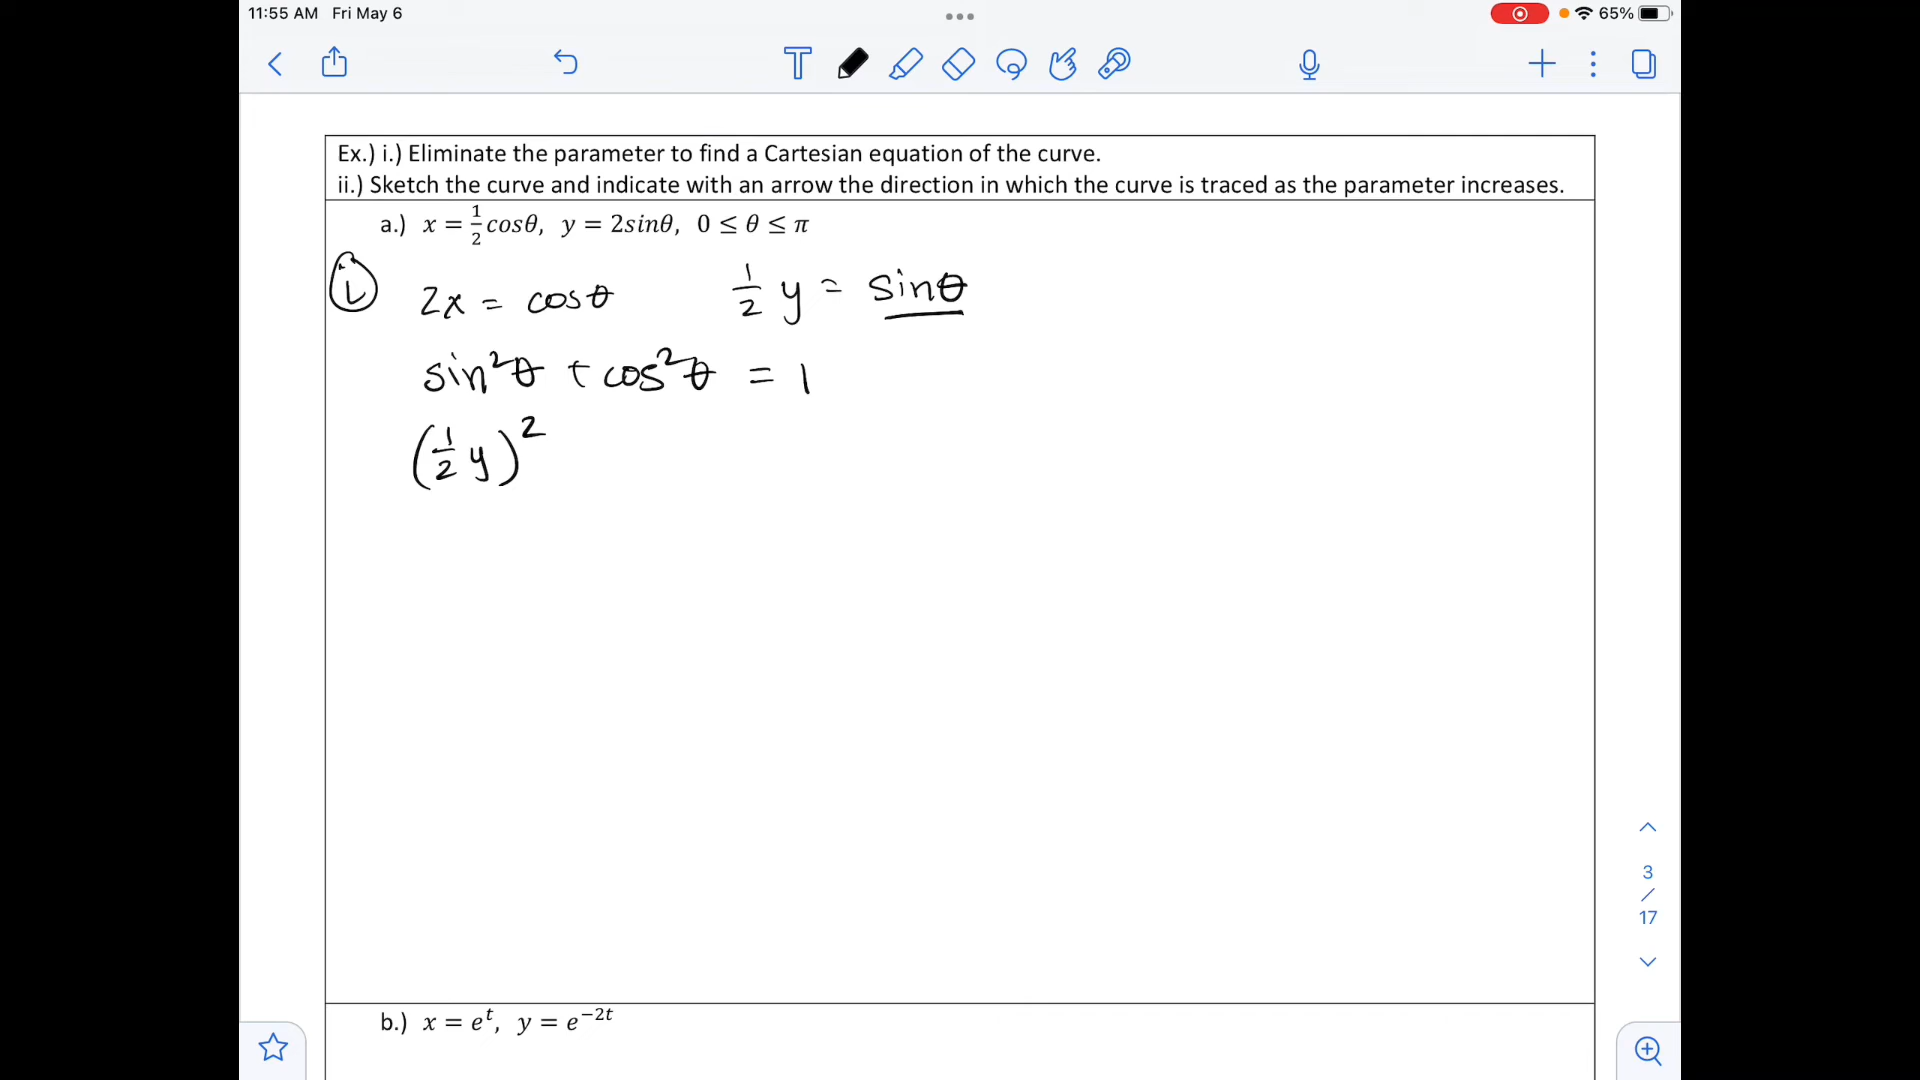 11:55 AM Fri May 6
65%
Ex.) i.) Eliminate the parameter to find a Cartesian equation of the curve.
ii.) Sketch the curve and indicate with an arrow the direction in which the curve is traced as the parameter increases.
a.) x = 1/2 cosθ, y = 2sinθ, 0 ≤ θ ≤ π
i 2x = cosθ 1/2 y = sinθ
sin²θ + cos²θ = 1
(1/2 y)²
3
/
17
b.) x = e^t, y = e^−2t